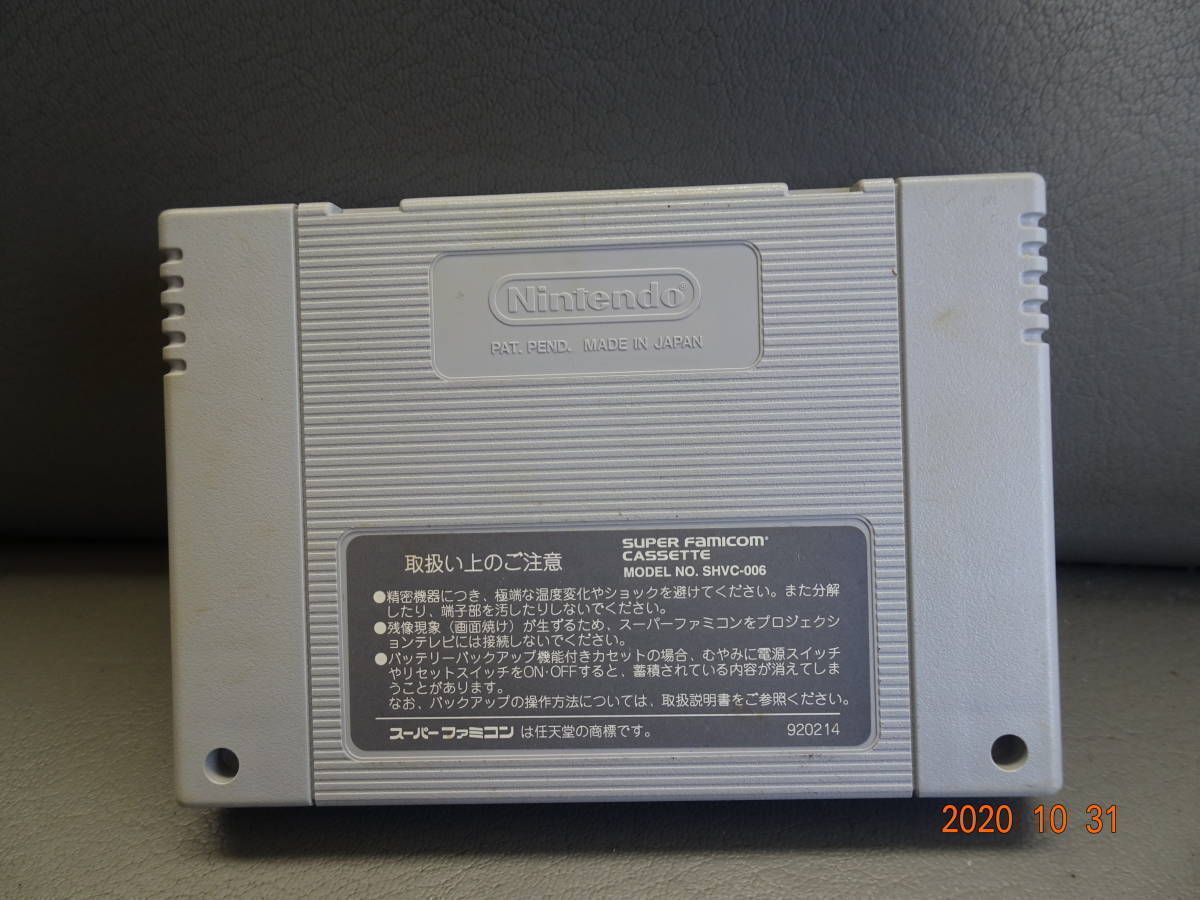 Nintendo®
PAT. PEND. MADE IN JAPAN
取扱い上のご注意
SUPER FAMICOM®
CASSETTE
MODEL NO. SHVC-006
●精密機器につき、極端な温度変化やショックを避けてください。また分解
したり、端子部を汚したりしないでください。
●残像現象（画面焼け）が生ずるため、スーパーファミコンをプロジェクシ
ョンテレビには接続しないでください。
●バッテリーバックアップ機能付きカセットの場合、むやみに電源スイッチ
やリセットスイッチをON・OFFすると、蓄積されている内容が消えてしま
うことがあります。
なお、バックアップの操作方法については、取扱説明書をご参照ください。
スーパーファミコン は任天堂の商標です。 920214
2020 10 31